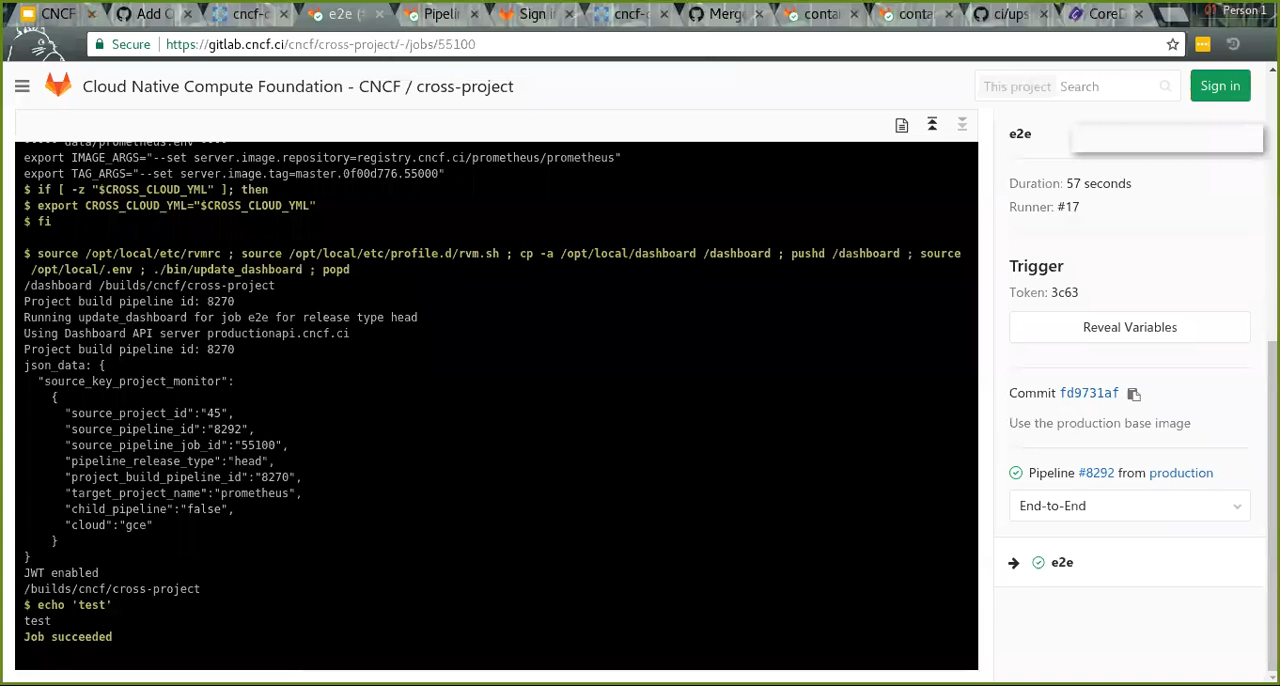 CNCF
Add C
cncf-c
e2e (
Pipelin
Sign in
cncf-c
Merge
contai
conta
ci/ups
CoreD
Person 1
Secure
https://gitlab.cncf.ci/cncf/cross-project/-/jobs/55100
Cloud Native Compute Foundation - CNCF / cross-project
This project
Search
Sign in
data/prometheus.env
export IMAGE_ARGS="--set server.image.repository=registry.cncf.ci/prometheus/prometheus"
export TAG_ARGS="--set server.image.tag=master.0f00d776.55000"
$ if [ -z "$CROSS_CLOUD_YML" ]; then
$ export CROSS_CLOUD_YML="$CROSS_CLOUD_YML"
$ fi
$ source /opt/local/etc/rvmrc ; source /opt/local/etc/profile.d/rvm.sh ; cp -a /opt/local/dashboard /dashboard ; pushd /dashboard ; source
/opt/local/.env ; ./bin/update_dashboard ; popd
/dashboard /builds/cncf/cross-project
Project build pipeline id: 8270
Running update_dashboard for job e2e for release type head
Using Dashboard API server productionapi.cncf.ci
Project build pipeline id: 8270
json_data: {
"source_key_project_monitor":
{
"source_project_id":"45",
"source_pipeline_id":"8292",
"source_pipeline_job_id":"55100",
"pipeline_release_type":"head",
"project_build_pipeline_id":"8270",
"target_project_name":"prometheus",
"child_pipeline":"false",
"cloud":"gce"
}
}
JWT enabled
/builds/cncf/cross-project
$ echo 'test'
test
Job succeeded
e2e
Duration: 57 seconds
Runner: #17
Trigger
Token: 3c63
Reveal Variables
Commit fd9731af
Use the production base image
Pipeline #8292 from production
End-to-End
e2e